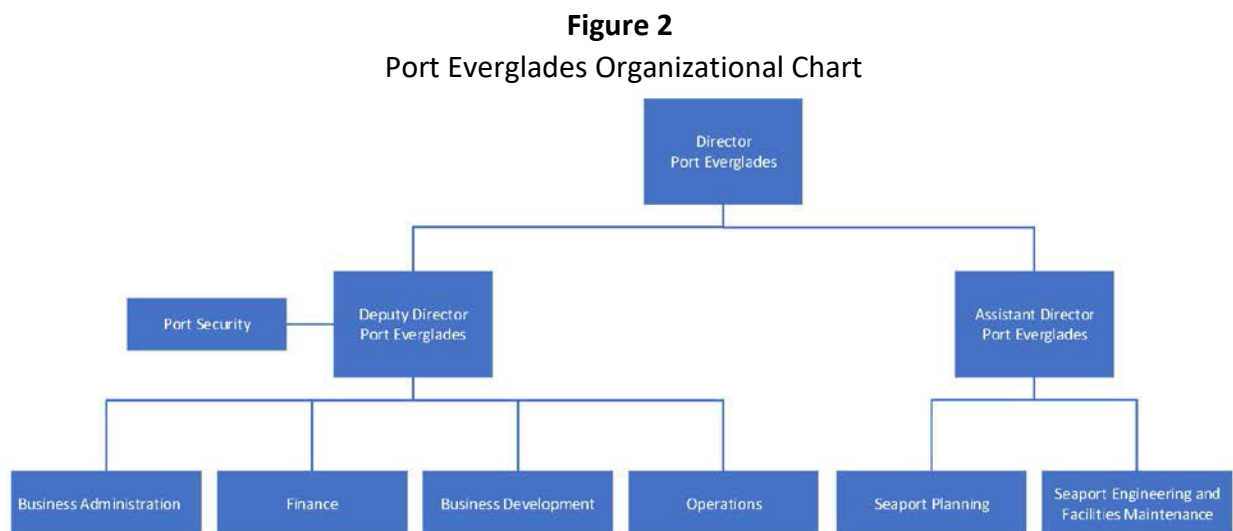 Figure 2
Port Everglades Organizational Chart
Director
Port Everglades
Port Security
Deputy Director
Port Everglades
Assistant Director
Port Everglades
Business Administration
Finance
Business Development
Operations
Seaport Planning
Seaport Engineering and
Facilities Maintenance